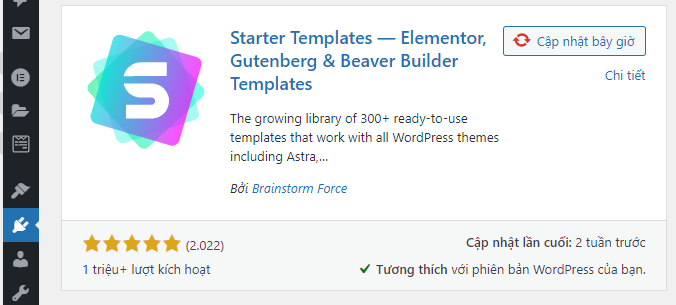 Starter Templates — Elementor,
Gutenberg & Beaver Builder
Templates
Cập nhật bây giờ
Chi tiết
The growing library of 300+ ready-to-use
templates that work with all WordPress themes
including Astra,...
Bởi Brainstorm Force
(2.022)
1 triệu+ lượt kích hoạt
Cập nhật lần cuối: 2 tuần trước
Tương thích với phiên bản WordPress của bạn.